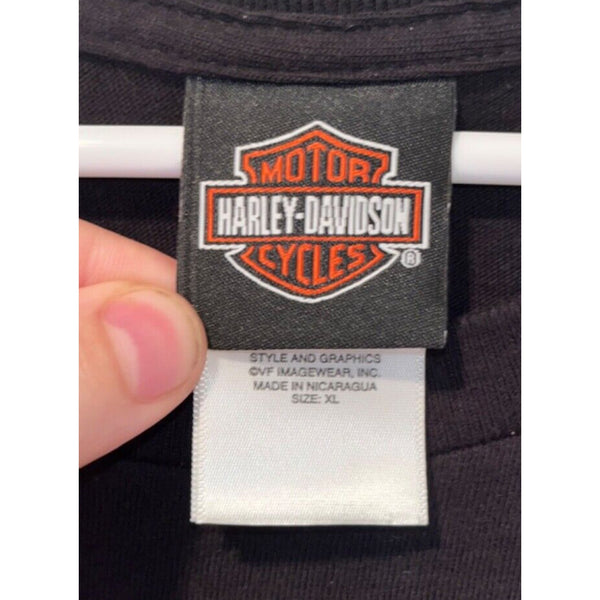 MOTOR
HARLEY-DAVIDSON
CYCLES
®
STYLE AND GRAPHICS
©VF IMAGEWEAR, INC.
MADE IN NICARAGUA
SIZE: XL